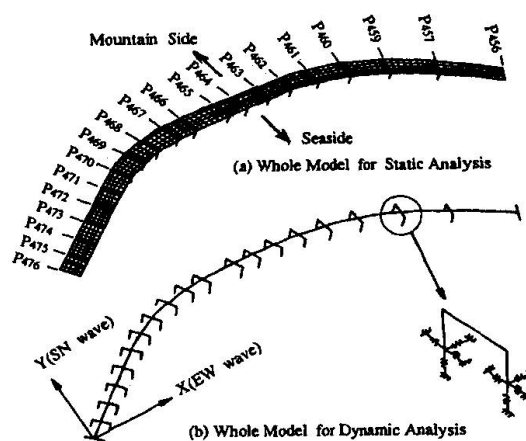 P456
P457
P459
P460
P461
P462
P463
P464
P465
P466
P467
P468
P469
P470
P471
P472
P473
P474
P475
P476
Mountain Side
Seaside
(a) Whole Model for Static Analysis
Y(SN wave)
X(EW wave)
(b) Whole Model for Dynamic Analysis